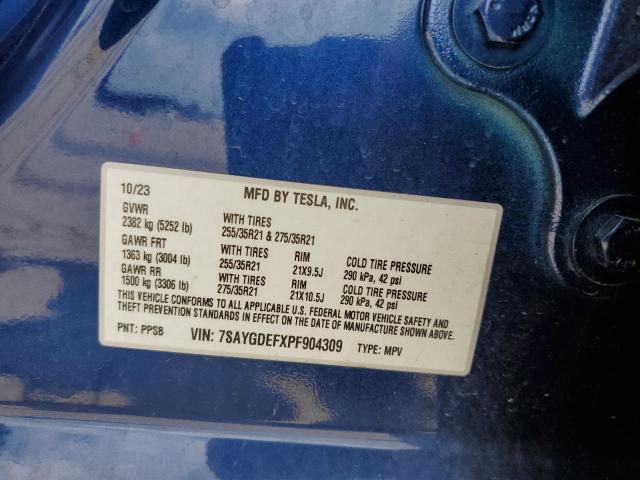 10/23 MFD BY TESLA, INC.
GVWR
2382 kg (5252 lb) WITH TIRES
255/35R21 & 275/35R21
GAWR FRT WITH TIRES RIM COLD TIRE PRESSURE
1363 kg (3004 lb) 255/35R21 21X9.5J 290 kPa, 42 psi
GAWR RR WITH TIRES RIM COLD TIRE PRESSURE
1500 kg (3306 lb) 275/35R21 21X10.5J 290 kPa, 42 psi
THIS VEHICLE CONFORMS TO ALL APPLICABLE U.S. FEDERAL MOTOR VEHICLE SAFETY AND
THEFT PREVENTION STANDARDS IN EFFECT ON THE DATE OF MANUFACTURE SHOWN ABOVE.
PNT: PPSB VIN: 7SAYGDEFXPF904309 TYPE: MPV